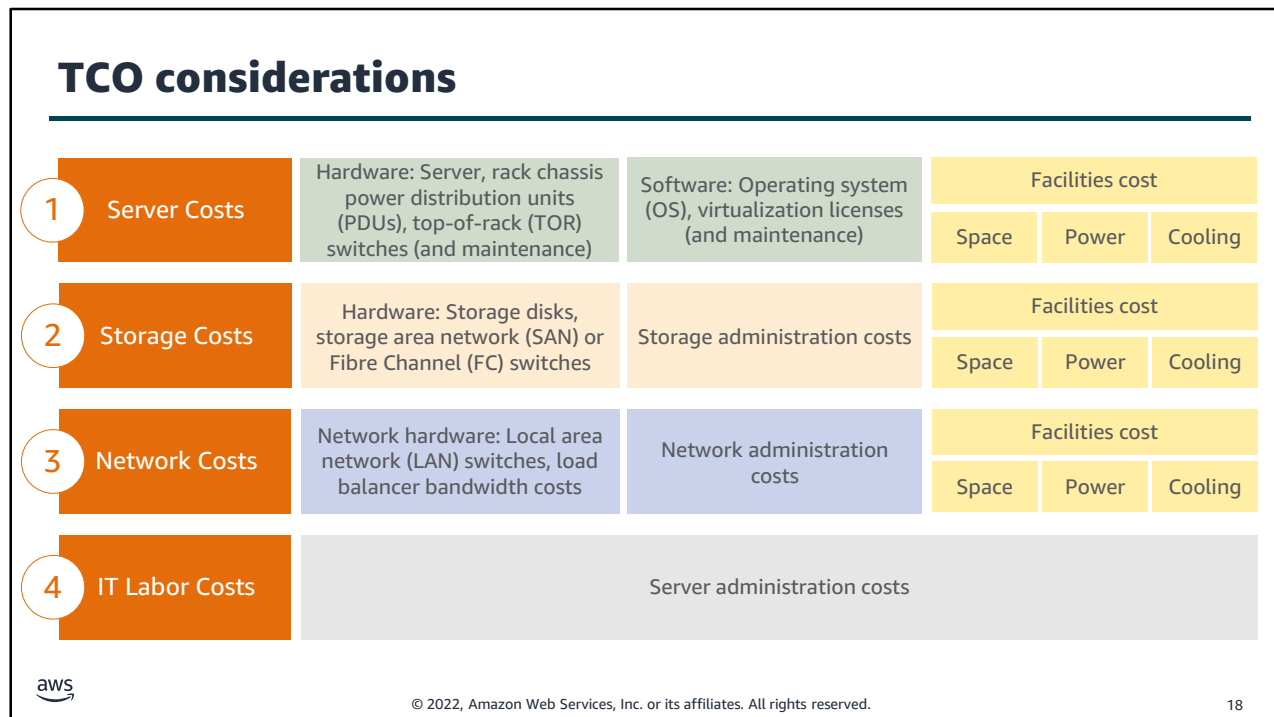 TCO considerations
1
Server Costs
Hardware: Server, rack chassis
power distribution units
(PDUs), top-of-rack (TOR)
switches (and maintenance)
Software: Operating system
(OS), virtualization licenses
(and maintenance)
Facilities cost
Space
Power
Cooling
2
Storage Costs
Hardware: Storage disks,
storage area network (SAN) or
Fibre Channel (FC) switches
Storage administration costs
Facilities cost
Space
Power
Cooling
3
Network Costs
Network hardware: Local area
network (LAN) switches, load
balancer bandwidth costs
Network administration
costs
Facilities cost
Space
Power
Cooling
4
IT Labor Costs
Server administration costs
aws
© 2022, Amazon Web Services, Inc. or its affiliates. All rights reserved.
18